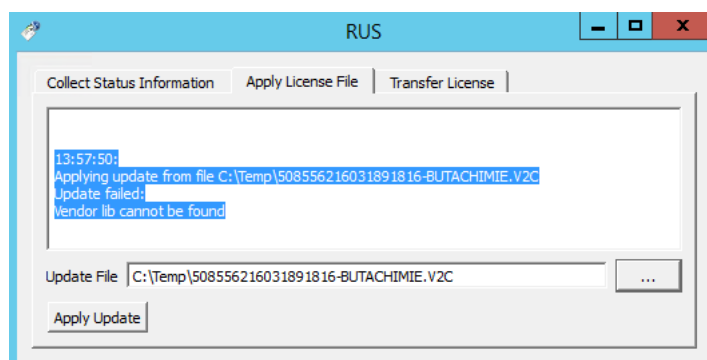 RUS
Collect Status Information
Apply License File
Transfer License
13:57:50:
Applying update from file C:\Temp\508556216031891816-BUTACHIMIE.V2C
Update failed:
Vendor lib cannot be found
Update File C:\Temp\508556216031891816-BUTACHIMIE.V2C ...
Apply Update